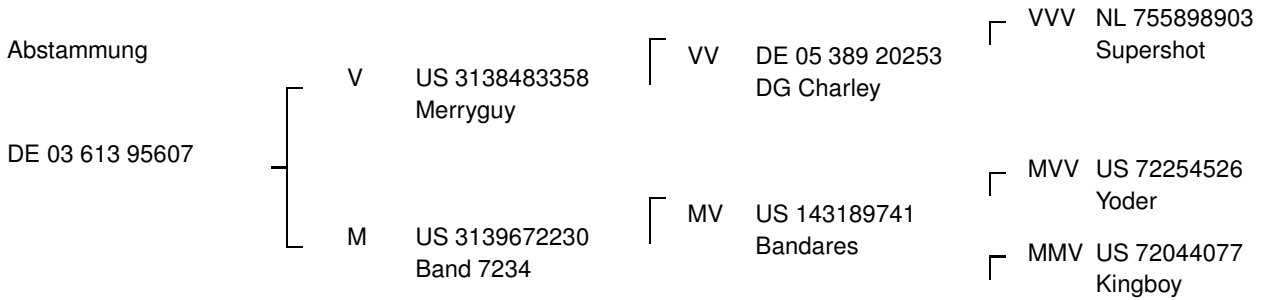 Abstammung
DE 03 613 95607
V US 3138483358
Merryguy
M US 3139672230
Band 7234
VV DE 05 389 20253
DG Charley
MV US 143189741
Bandares
VVV NL 755898903
Supershot
MVV US 72254526
Yoder
MMV US 72044077
Kingboy